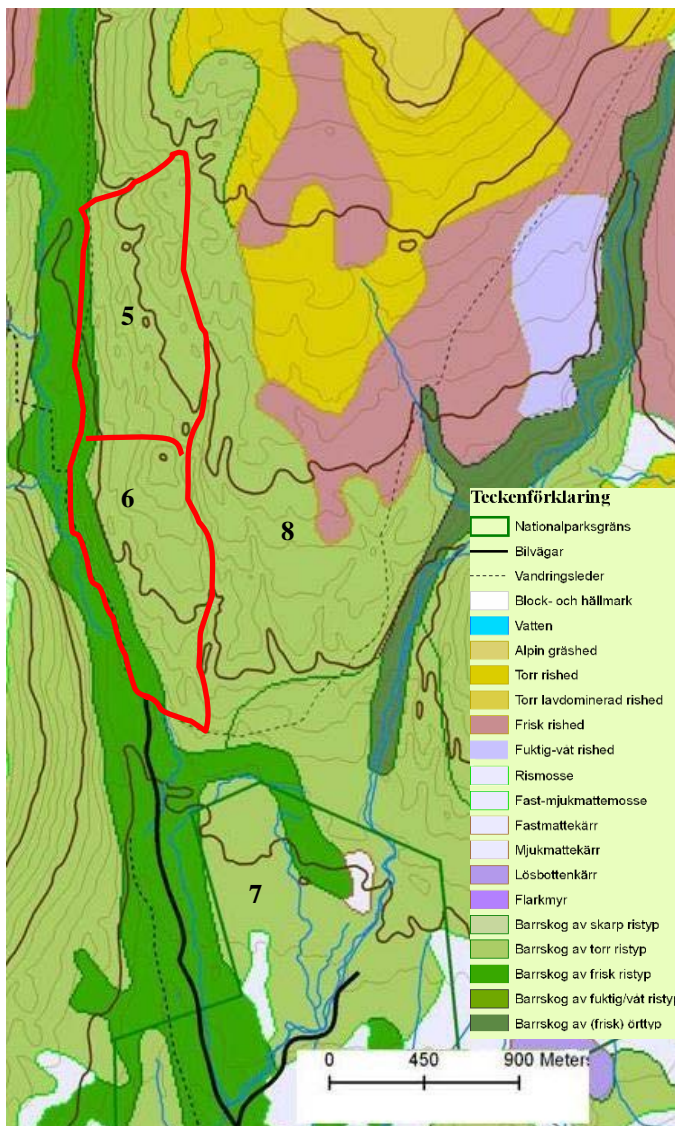 5
6
8
7
Teckenförklaring
Nationalparksgräns
Bilvägar
Vandringsleder
Block- och hällmark
Vatten
Alpin gräshed
Torr rished
Torr lavdominerad rished
Frisk rished
Fuktig-våt rished
Rismosse
Fast-mjukmattemosse
Fastmattekärr
Mjukmattekärr
Lösbottenkärr
Flarkmyr
Barrskog av skarp ristyp
Barrskog av torr ristyp
Barrskog av frisk ristyp
Barrskog av fuktig/våt ristyp
Barrskog av (frisk) örttyp
0 450 900 Meters